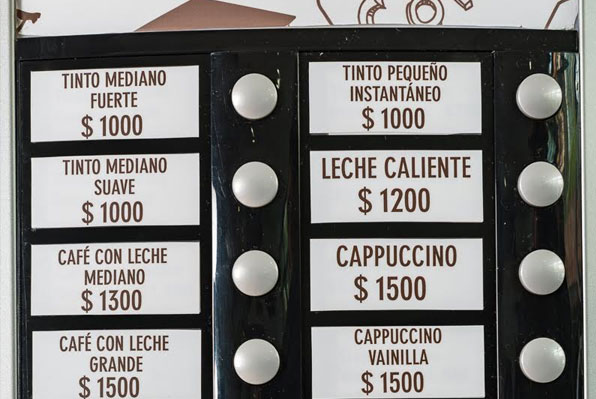 TINTO MEDIANO
FUERTE
$ 1000
TINTO MEDIANO
SUAVE
$ 1000
CAFÉ CON LECHE
MEDIANO
$ 1300
CAFÉ CON LECHE
GRANDE
$ 1500
TINTO PEQUEÑO
INSTANTÁNEO
$ 1000
LECHE CALIENTE
$ 1200
CAPPUCCINO
$ 1500
CAPPUCCINO
VAINILLA
$ 1500